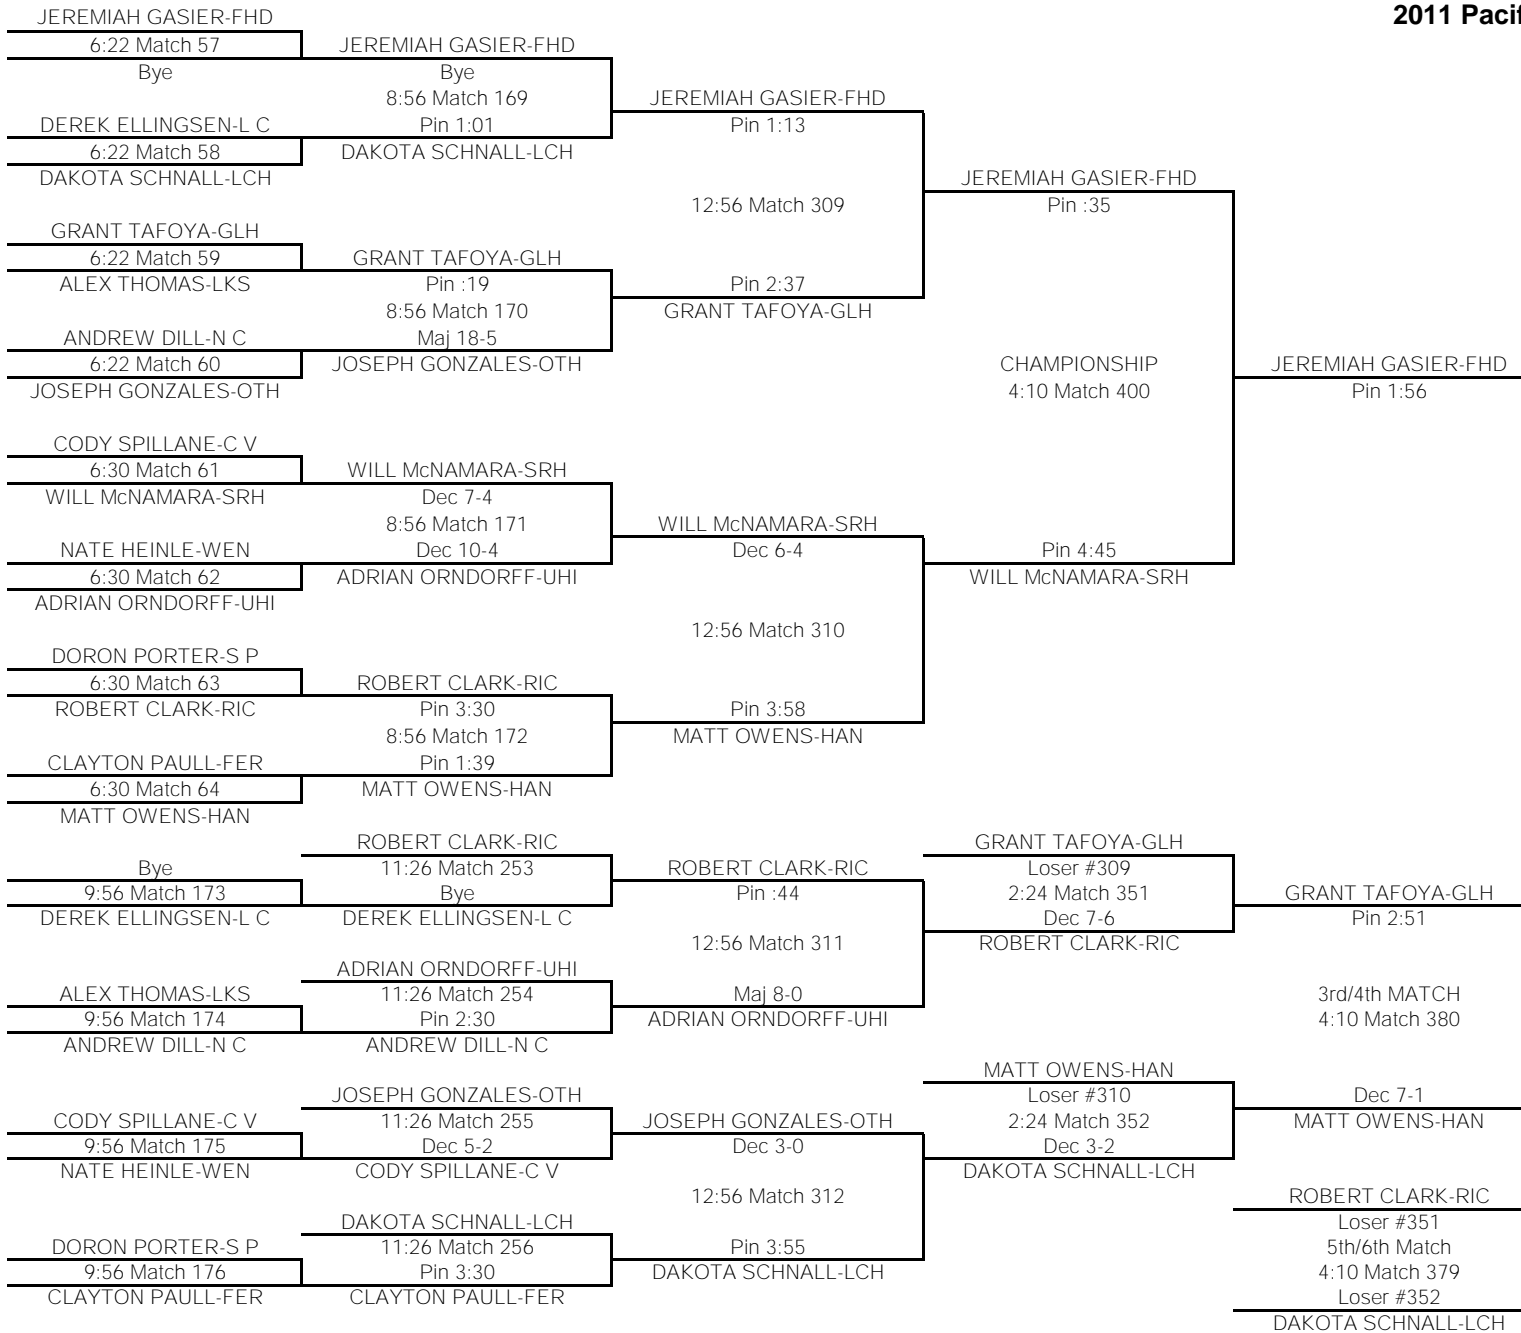 2011 Pacif
JEREMIAH GASIER-FHD
6:22 Match 57
Bye
DEREK ELLINGSEN-L C
6:22 Match 58
DAKOTA SCHNALL-LCH
GRANT TAFOYA-GLH
6:22 Match 59
ALEX THOMAS-LKS
ANDREW DILL-N C
6:22 Match 60
JOSEPH GONZALES-OTH
CODY SPILLANE-C V
6:30 Match 61
WILL McNAMARA-SRH
NATE HEINLE-WEN
6:30 Match 62
ADRIAN ORNDORFF-UHI
DORON PORTER-S P
6:30 Match 63
ROBERT CLARK-RIC
CLAYTON PAULL-FER
6:30 Match 64
MATT OWENS-HAN
Bye
9:56 Match 173
DEREK ELLINGSEN-L C
ALEX THOMAS-LKS
9:56 Match 174
ANDREW DILL-N C
CODY SPILLANE-C V
9:56 Match 175
NATE HEINLE-WEN
DORON PORTER-S P
9:56 Match 176
CLAYTON PAULL-FER
JEREMIAH GASIER-FHD
Bye
8:56 Match 169
Pin 1:01
DAKOTA SCHNALL-LCH
GRANT TAFOYA-GLH
Pin :19
8:56 Match 170
Maj 18-5
JOSEPH GONZALES-OTH
WILL McNAMARA-SRH
Dec 7-4
8:56 Match 171
Dec 10-4
ADRIAN ORNDORFF-UHI
ROBERT CLARK-RIC
Pin 3:30
8:56 Match 172
Pin 1:39
MATT OWENS-HAN
ROBERT CLARK-RIC
11:26 Match 253
Bye
DEREK ELLINGSEN-L C
ADRIAN ORNDORFF-UHI
11:26 Match 254
Pin 2:30
ANDREW DILL-N C
JOSEPH GONZALES-OTH
11:26 Match 255
Dec 5-2
CODY SPILLANE-C V
DAKOTA SCHNALL-LCH
11:26 Match 256
Pin 3:30
CLAYTON PAULL-FER
JEREMIAH GASIER-FHD
Pin 1:13
12:56 Match 309
Pin 2:37
GRANT TAFOYA-GLH
WILL McNAMARA-SRH
Dec 6-4
12:56 Match 310
Pin 3:58
MATT OWENS-HAN
ROBERT CLARK-RIC
Pin :44
12:56 Match 311
Maj 8-0
ADRIAN ORNDORFF-UHI
JOSEPH GONZALES-OTH
Dec 3-0
12:56 Match 312
Pin 3:55
DAKOTA SCHNALL-LCH
JEREMIAH GASIER-FHD
Pin :35
CHAMPIONSHIP
4:10 Match 400
Pin 4:45
WILL McNAMARA-SRH
GRANT TAFOYA-GLH
Loser #309
2:24 Match 351
Dec 7-6
ROBERT CLARK-RIC
MATT OWENS-HAN
Loser #310
2:24 Match 352
Dec 3-2
DAKOTA SCHNALL-LCH
JEREMIAH GASIER-FHD
Pin 1:56
GRANT TAFOYA-GLH
Pin 2:51
3rd/4th MATCH
4:10 Match 380
Dec 7-1
MATT OWENS-HAN
ROBERT CLARK-RIC
Loser #351
5th/6th Match
4:10 Match 379
Loser #352
DAKOTA SCHNALL-LCH